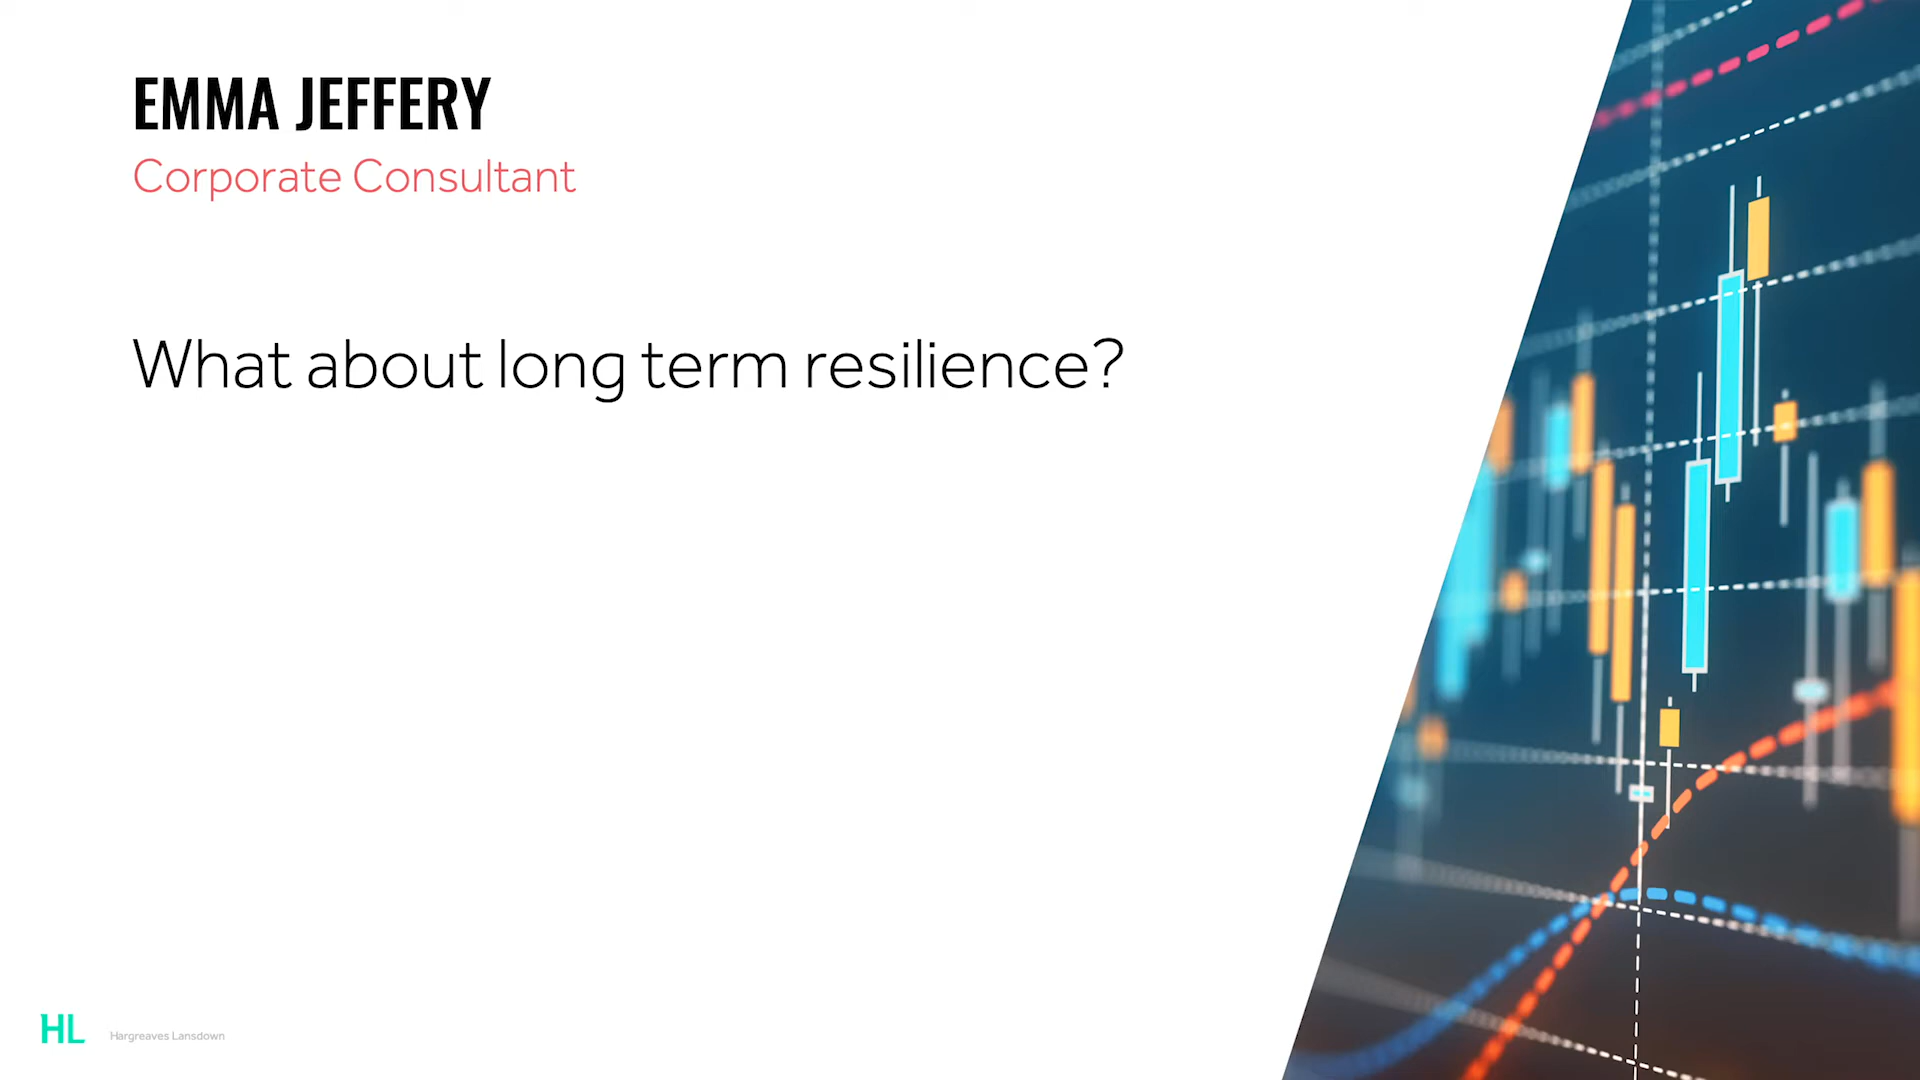 EMMA JEFFERY
Corporate Consultant
What about long term resilience?
HL
Hargreaves Lansdown